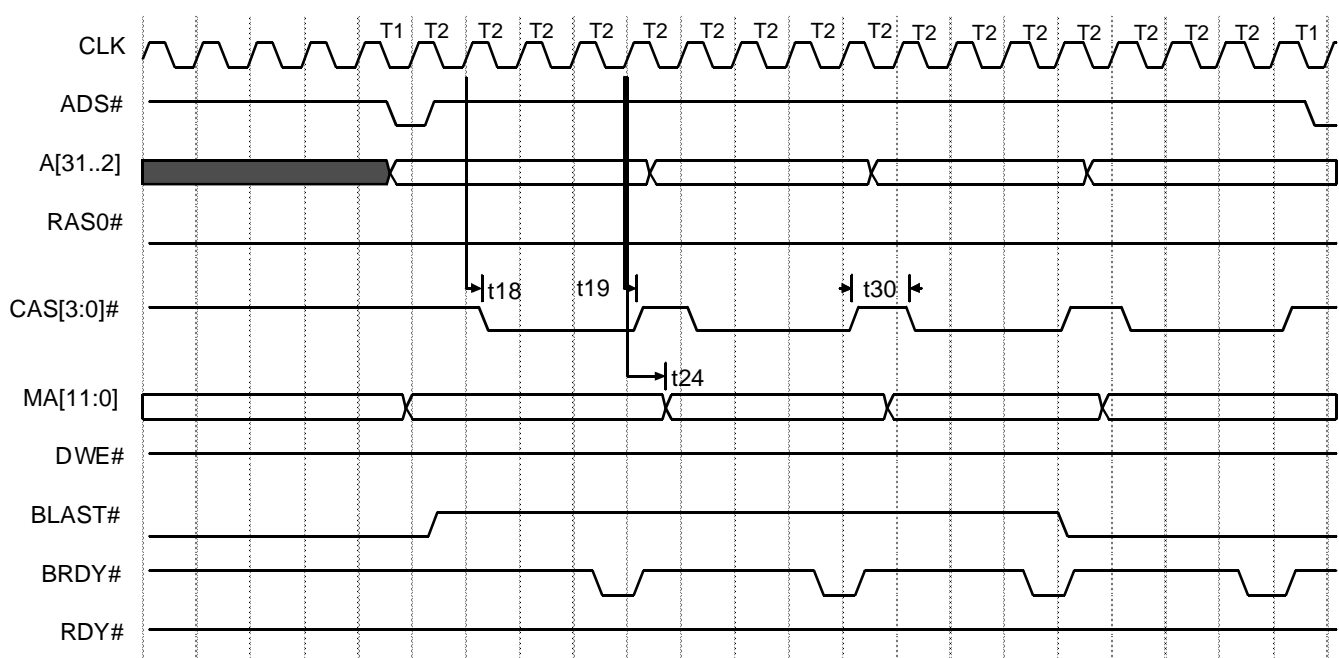 T1 T2 T2 T2 T2 T2 T2 T2 T2 T2 T2 T2 T2 T2 T2 T2 T2 T1
CLK
ADS#
A[31..2]
RAS0#
t18 t19 t30
CAS[3:0]#
t24
MA[11:0]
DWE#
BLAST#
BRDY#
RDY#